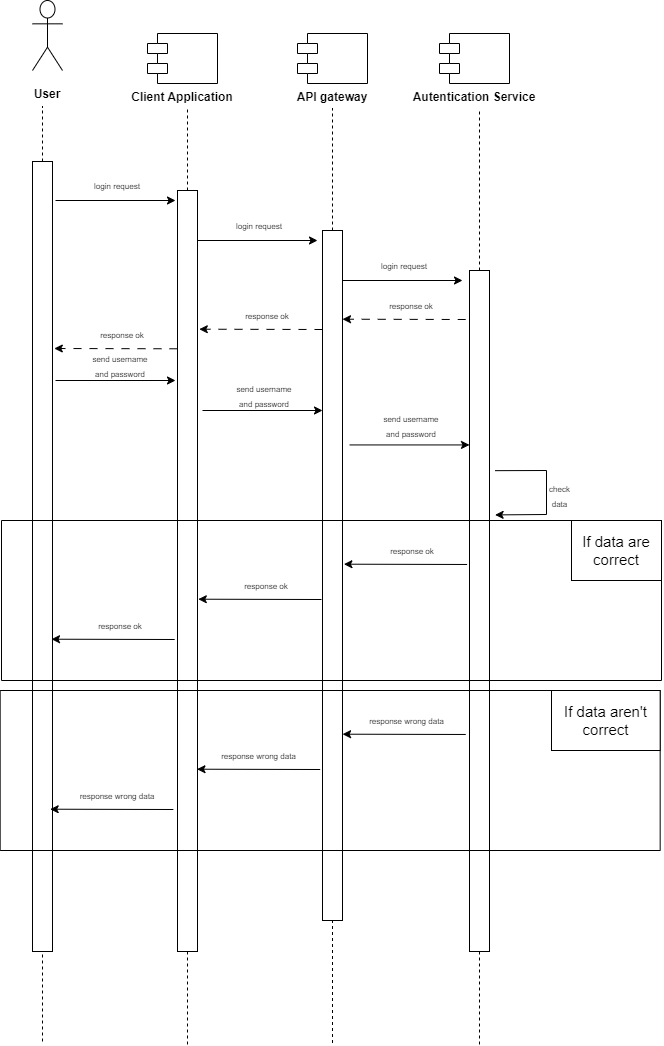 User
Client Application
API gateway
Autentication Service
login request
login request
login request
response ok
response ok
response ok
send username
and password
send username
and password
send username
and password
check
data
If data are
correct
response ok
response ok
response ok
If data aren't
correct
response wrong data
response wrong data
response wrong data